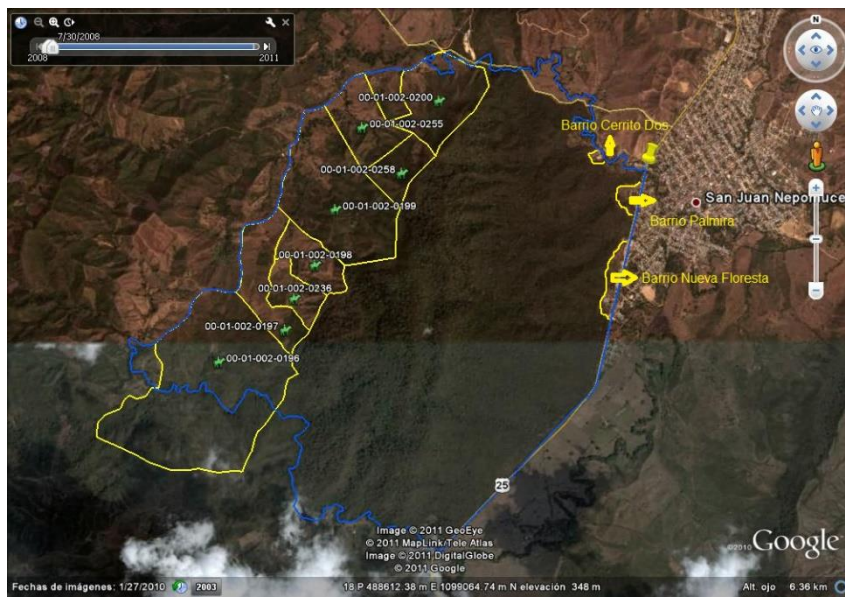 7/30/2008
2008
2011
N
00-01-002-0200
00-01-002-0255
Barrio Cerrito Dos
00-01-002-0258
San Juan Nepomuce
00-01-002-0199
Barrio Palmira
00-01-002-0198
Barrio Nueva Floresta
00-01-002-0236
00-01-002-0197
00-01-002-0196
25
Image © 2011 GeoEye
© 2011 MapLink/Tele Atlas
Image © 2011 DigitalGlobe
© 2011 Google
©2010 Google
Fechas de imágenes: 1/27/2010 2003 18 P 488612.38 m E 1099064.74 m N elevación 348 m Alt. ojo 6.36 km